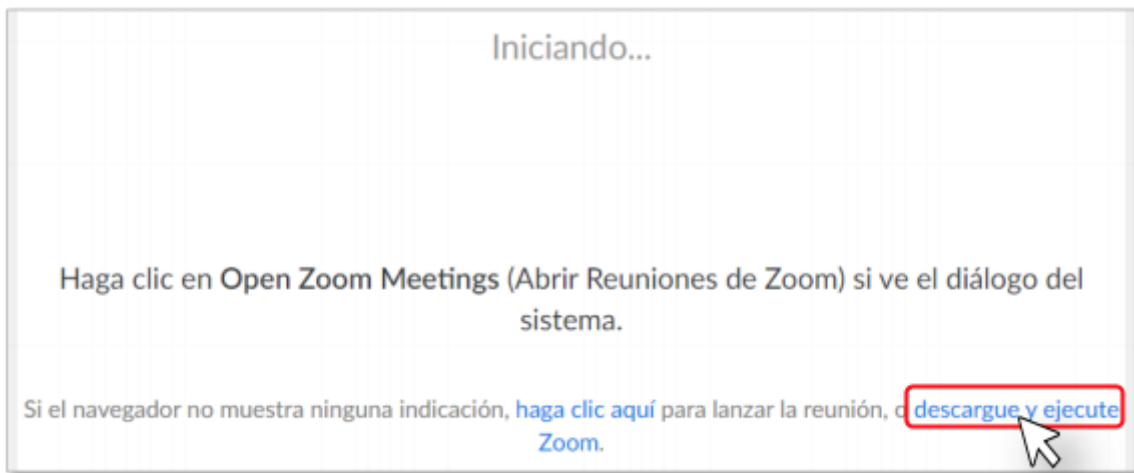 Iniciando...
Haga clic en Open Zoom Meetings (Abrir Reuniones de Zoom) si ve el diálogo del
sistema.
Si el navegador no muestra ninguna indicación, haga clic aquí para lanzar la reunión, o descargue y ejecute
Zoom.